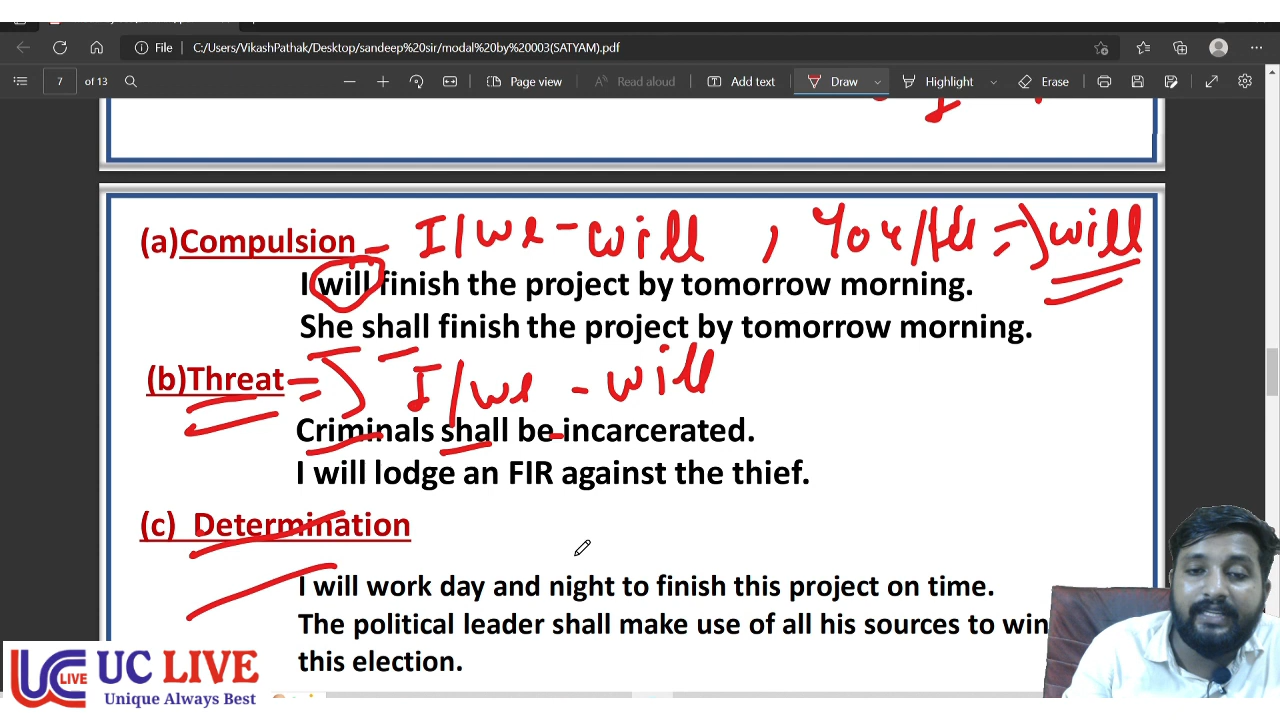 File C:/Users/VikashPathak/Desktop/sandeep%20sir/modal%20by%20003(SATYAM).pdf
7 of 13 Page view Read aloud Add text Draw Highlight Erase
(a)Compulsion - I/we - will , You/He => will
I will finish the project by tomorrow morning.
She shall finish the project by tomorrow morning.
(b)Threat => I/we - will
Criminals shall be incarcerated.
I will lodge an FIR against the thief.
(c) Determination
I will work day and night to finish this project on time.
The political leader shall make use of all his sources to win
this election.
UC LIVE
LIVE
Unique Always Best